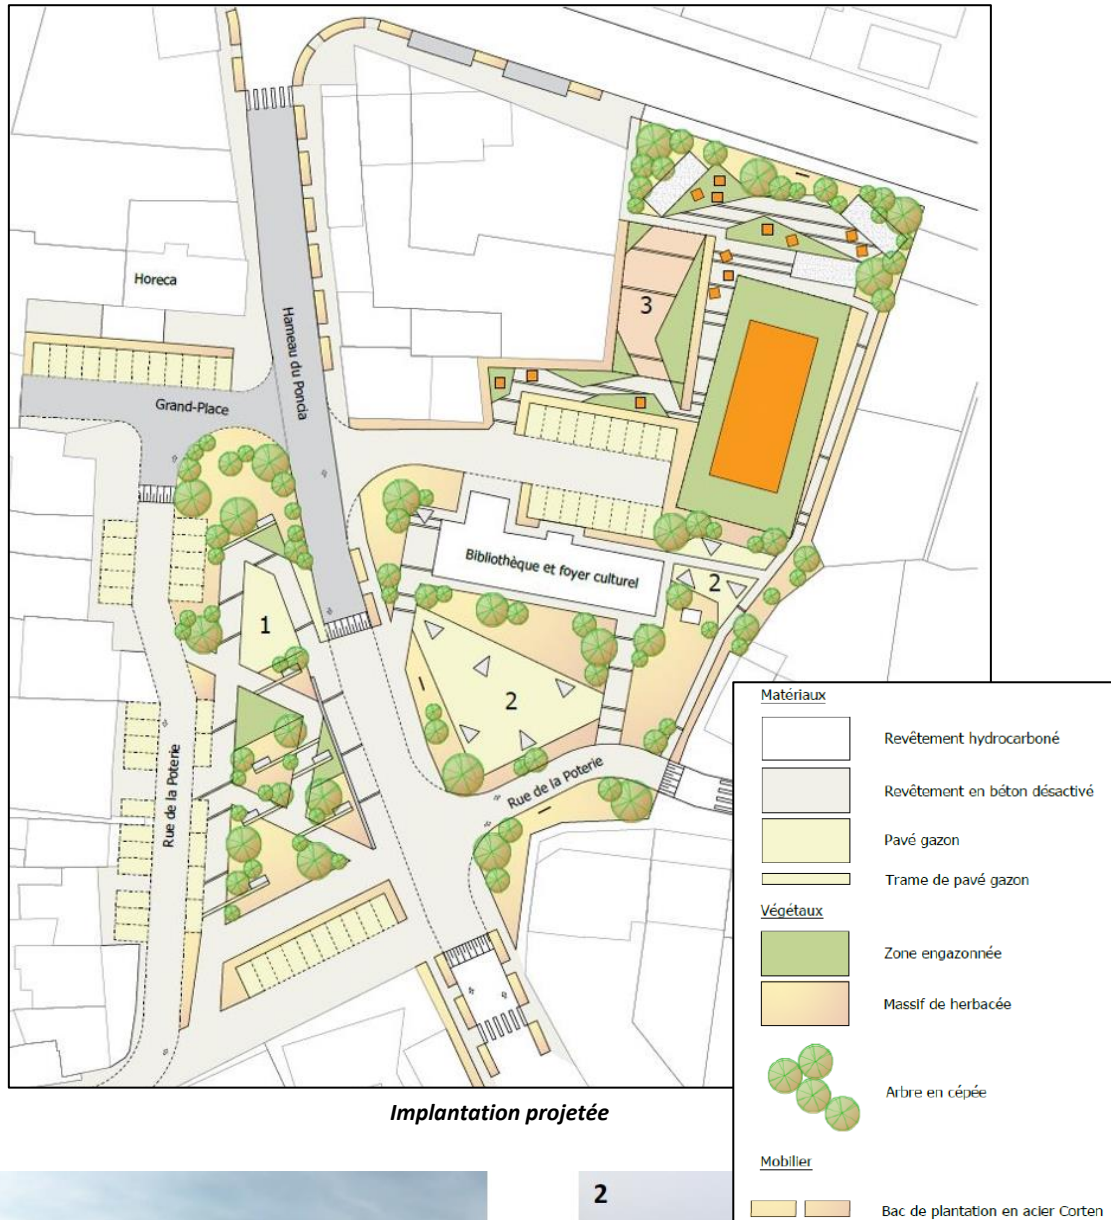 Horeca
Hameau du Poncia
Grand-Place
3
Bibliothèque et foyer culturel
2
1
2
Rue de la Poterie
Rue de la Poterie
Implantation projetée
2
Matériaux
Revêtement hydrocarboné
Revêtement en béton désactivé
Pavé gazon
Trame de pavé gazon
Végétaux
Zone engazonnée
Massif de herbacée
Arbre en cépée
Mobilier
Bac de plantation en acier Corten